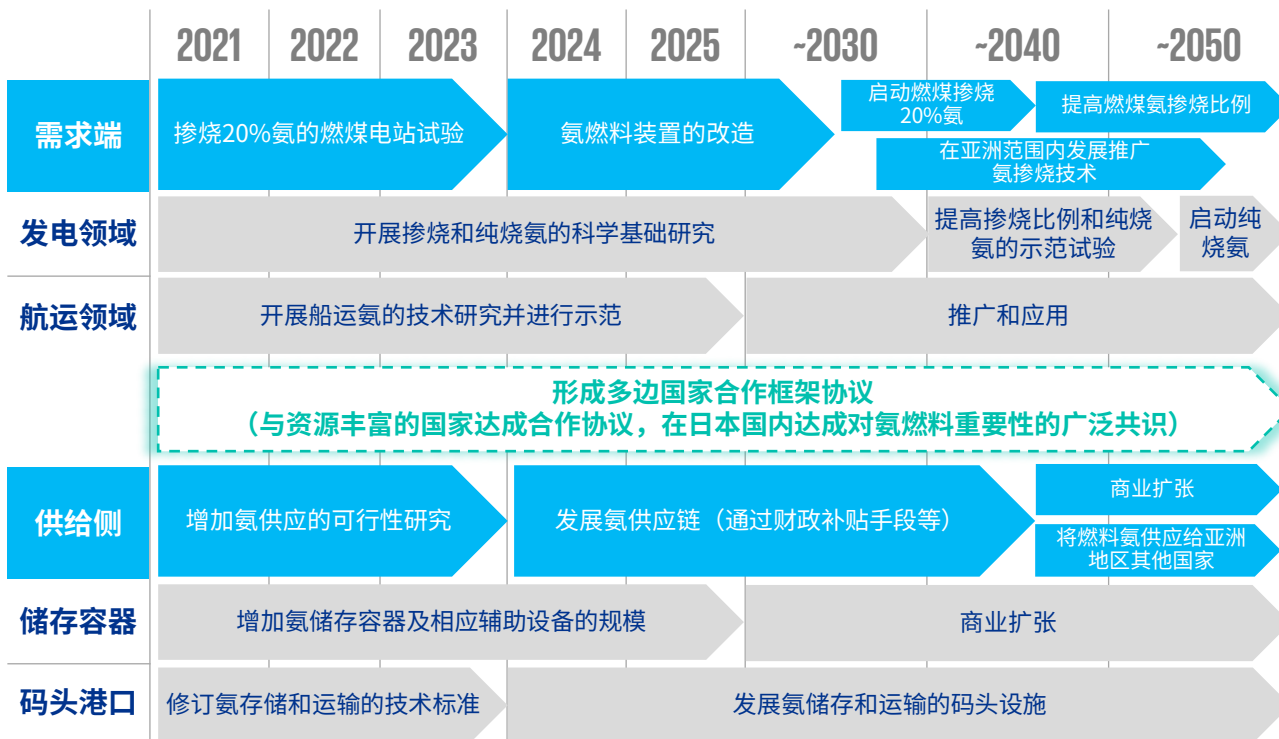 2021 2022 2023 2024 2025 ~2030 ~2040 ~2050
需求端
掺烧20%氨的燃煤电站试验
氨燃料装置的改造
启动燃煤掺烧
20%氨
提高燃煤氨掺烧比例
在亚洲范围内发展推广
氨掺烧技术
发电领域
开展掺烧和纯烧氨的科学基础研究
提高掺烧比例和纯烧
氨的示范试验
启动纯
烧氨
航运领域
开展船运氨的技术研究并进行示范
推广和应用
形成多边国家合作框架协议
（与资源丰富的国家达成合作协议，在日本国内达成对氨燃料重要性的广泛共识）
供给侧
增加氨供应的可行性研究
发展氨供应链（通过财政补贴手段等）
商业扩张
将燃料氨供应给亚洲
地区其他国家
储存容器
增加氨储存容器及相应辅助设备的规模
商业扩张
码头港口
修订氨存储和运输的技术标准
发展氨储存和运输的码头设施